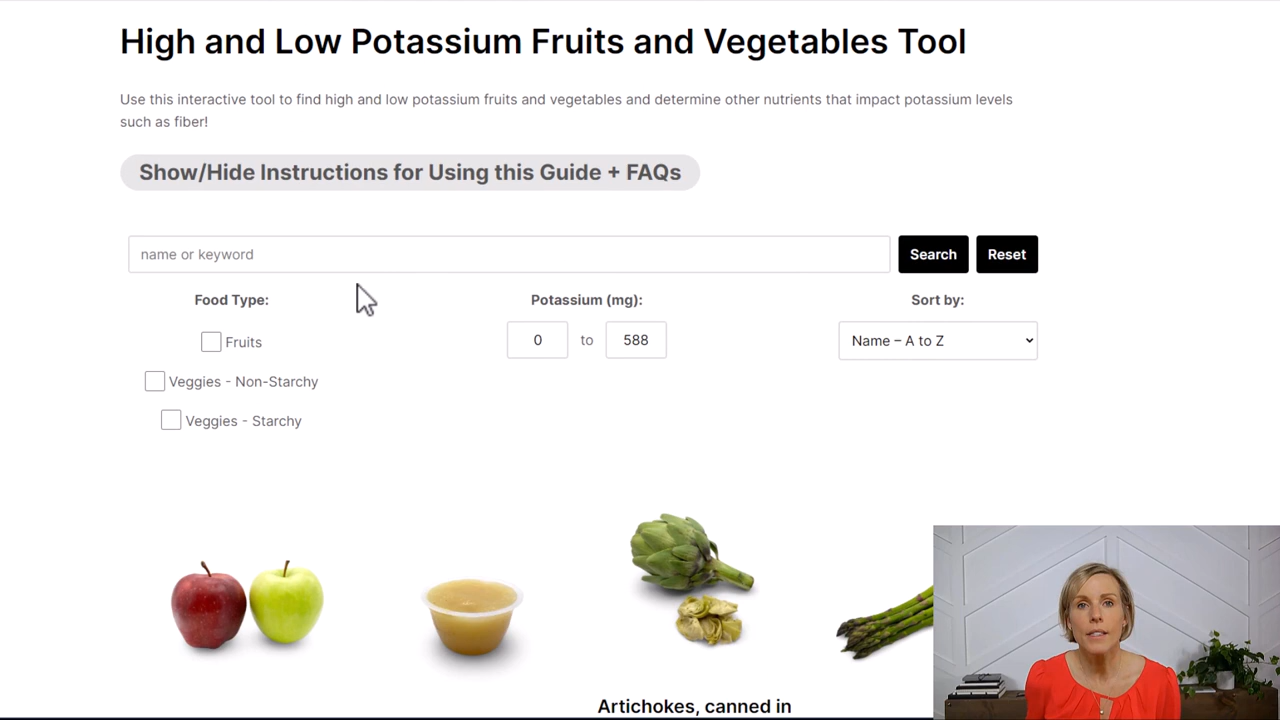 High and Low Potassium Fruits and Vegetables Tool
Use this interactive tool to find high and low potassium fruits and vegetables and determine other nutrients that impact potassium levels
such as fiber!
Show/Hide Instructions for Using this Guide + FAQs
name or keyword
Search
Reset
Food Type:
Potassium (mg):
Sort by:
Fruits
0
to
588
Name – A to Z
Veggies - Non-Starchy
Veggies - Starchy
Artichokes, canned in